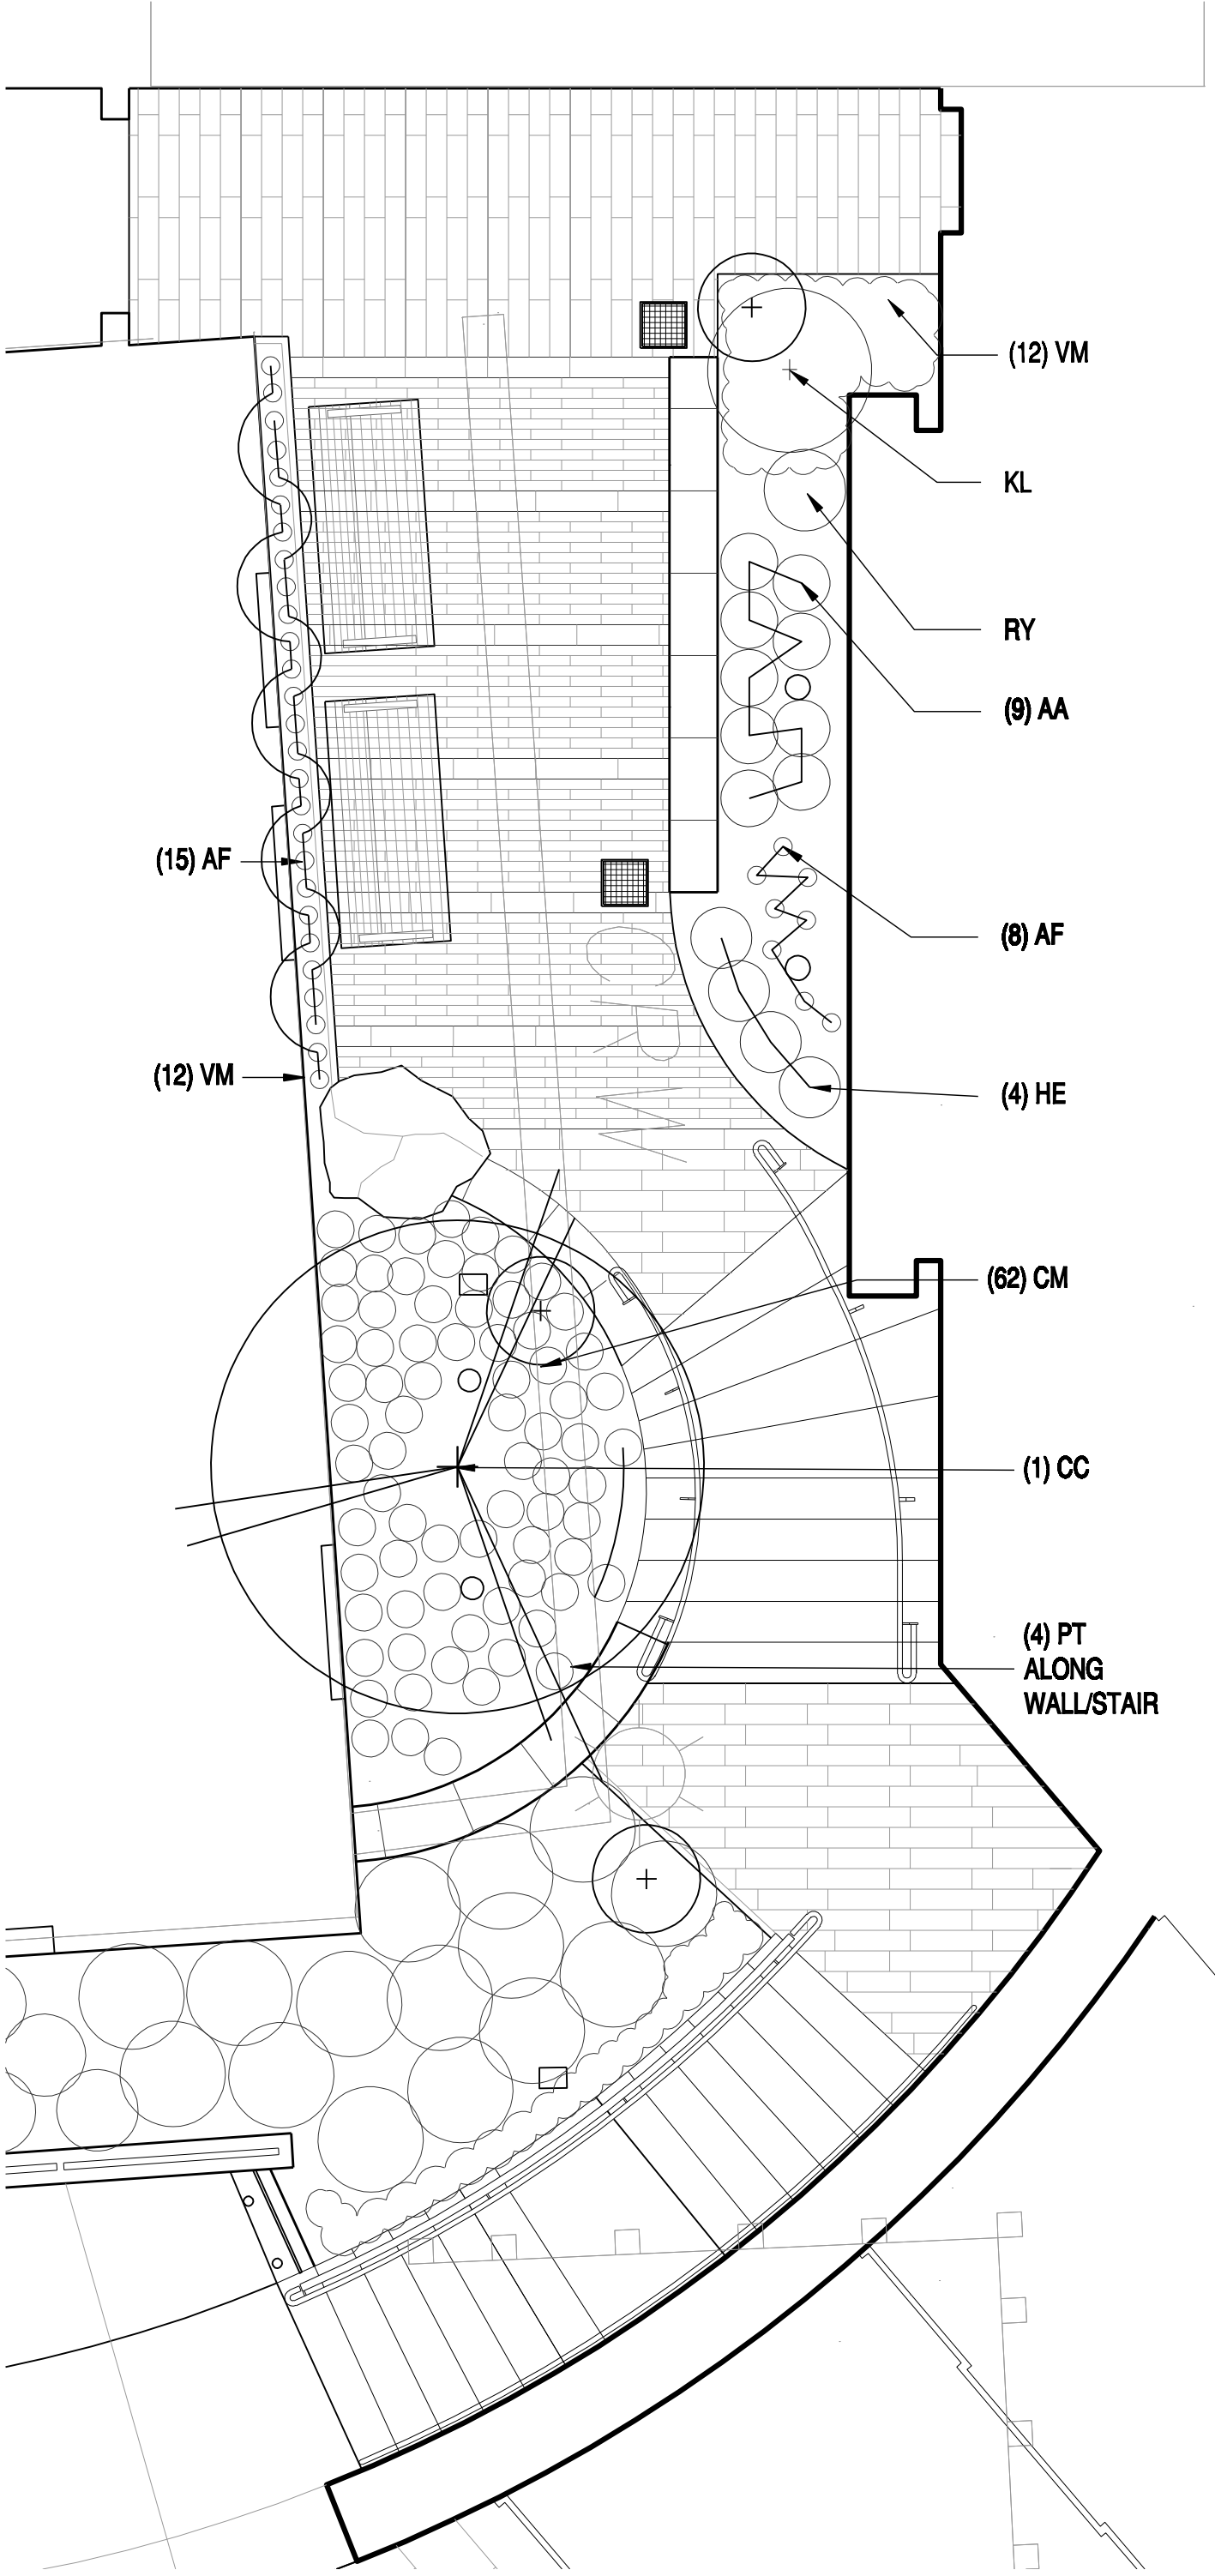 (12) VM
KL
RY
(9) AA
(15) AF
(8) AF
(12) VM
(4) HE
(62) CM
(1) CC
(4) PT
ALONG
WALL/STAIR